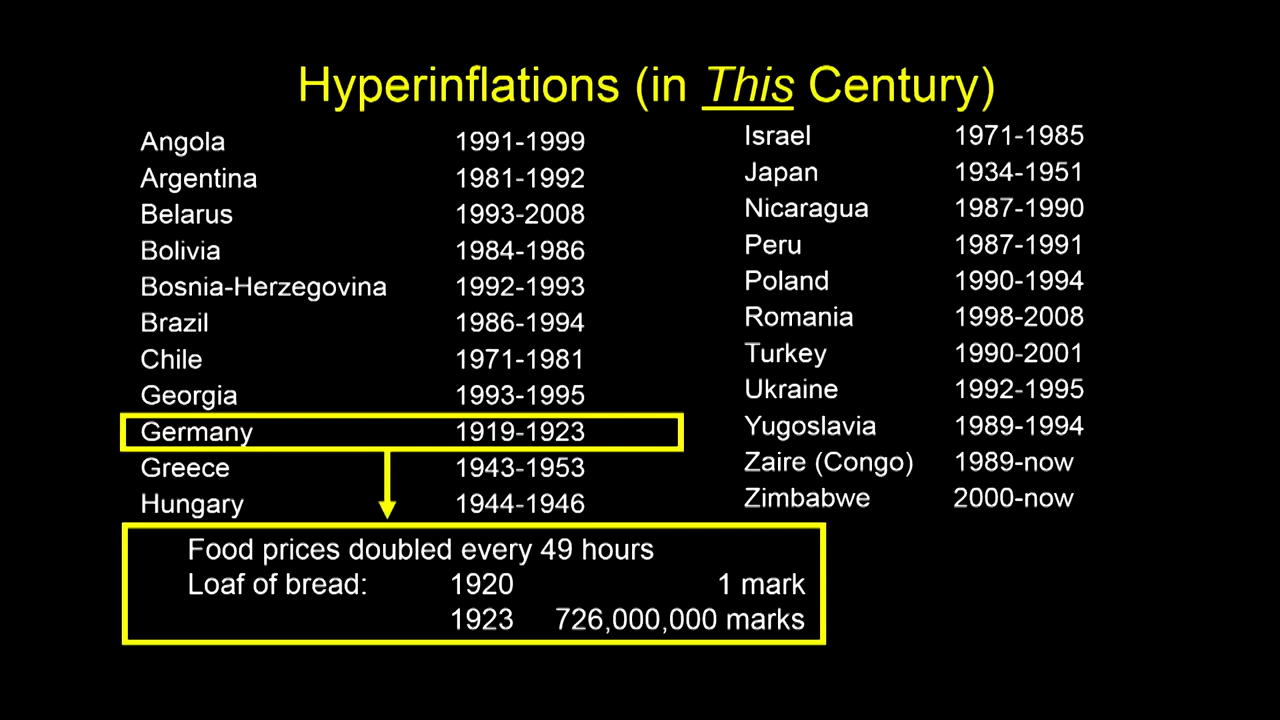 Hyperinflations (in This Century)
Angola 1991-1999
Argentina 1981-1992
Belarus 1993-2008
Bolivia 1984-1986
Bosnia-Herzegovina 1992-1993
Brazil 1986-1994
Chile 1971-1981
Georgia 1993-1995
Germany 1919-1923
Greece 1943-1953
Hungary 1944-1946
Israel 1971-1985
Japan 1934-1951
Nicaragua 1987-1990
Peru 1987-1991
Poland 1990-1994
Romania 1998-2008
Turkey 1990-2001
Ukraine 1992-1995
Yugoslavia 1989-1994
Zaire (Congo) 1989-now
Zimbabwe 2000-now
Food prices doubled every 49 hours
Loaf of bread: 1920 1 mark
1923 726,000,000 marks